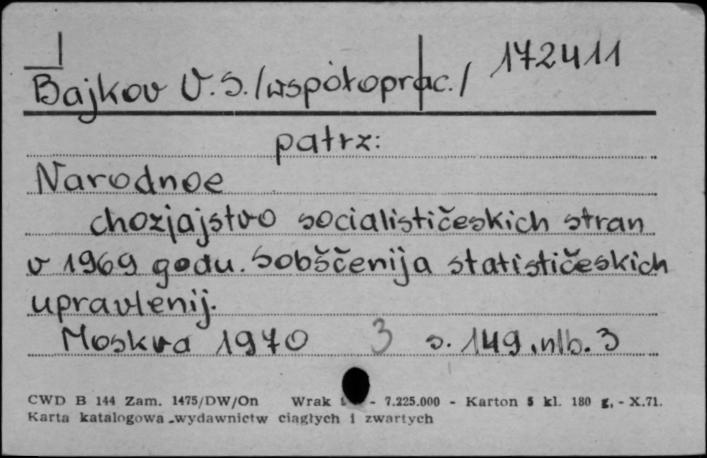 Bajkov V.S. /współoprac./ 172411
patrz:
Narodnoe
chozjajstvo socialističeskich stran
v 1969 godu. Sobščenija statističeskich
upravlenij.
Moskva 1970 3 s. 149, nlb. 3
CWD B 144 Zam. 1475/DW/On Wrak - 7.225.000 - Karton 5 kl. 180 g. - X.71.
Karta katalogowa wydawnictw ciągłych i zwartych